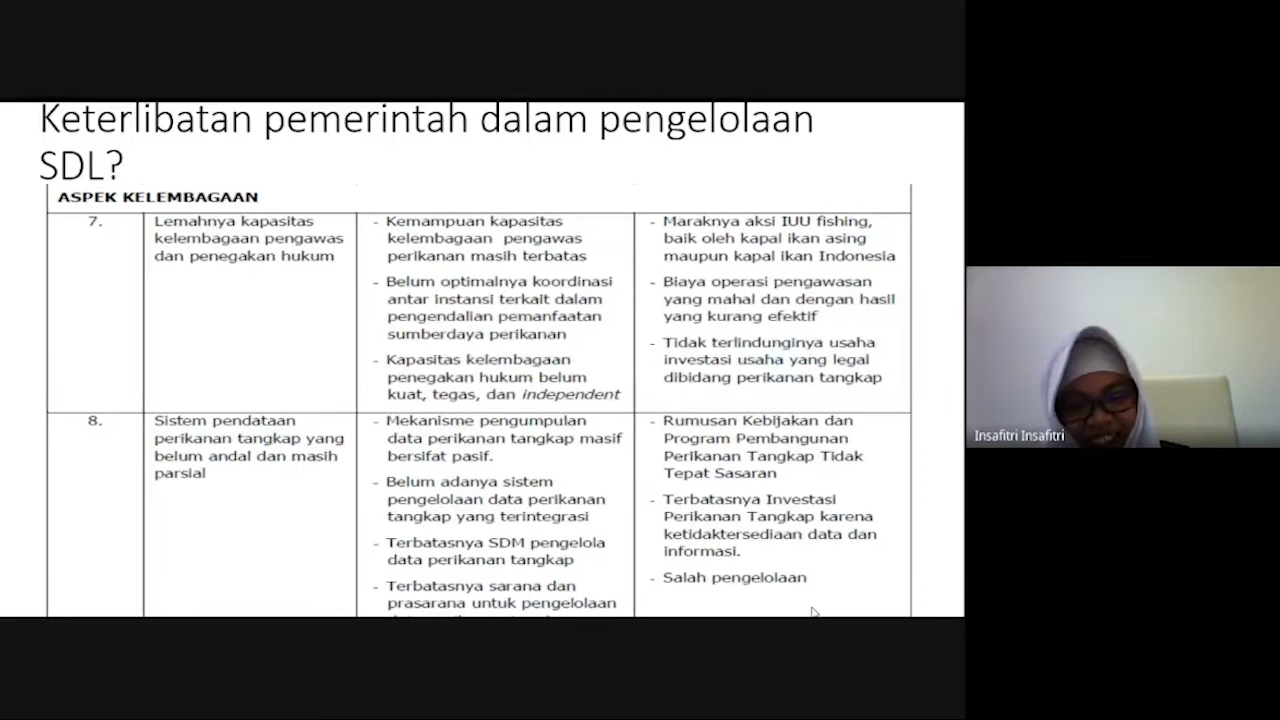 Keterlibatan pemerintah dalam pengelolaan
SDL?
ASPEK KELEMBAGAAN
7.
Lemahnya kapasitas
kelembagaan pengawas
dan penegakan hukum
- Kemampuan kapasitas
kelembagaan pengawas
perikanan masih terbatas
- Belum optimalnya koordinasi
antar instansi terkait dalam
pengendalian pemanfaatan
sumberdaya perikanan
- Kapasitas kelembagaan
penegakan hukum belum
kuat, tegas, dan independent
- Maraknya aksi IUU fishing,
baik oleh kapal ikan asing
maupun kapal ikan Indonesia
- Biaya operasi pengawasan
yang mahal dan dengan hasil
yang kurang efektif
- Tidak terlindunginya usaha
investasi usaha yang legal
dibidang perikanan tangkap
8.
Sistem pendataan
perikanan tangkap yang
belum andal dan masih
parsial
- Mekanisme pengumpulan
data perikanan tangkap masif
bersifat pasif.
- Belum adanya sistem
pengelolaan data perikanan
tangkap yang terintegrasi
- Terbatasnya SDM pengelola
data perikanan tangkap
- Terbatasnya sarana dan
prasarana untuk pengelolaan
- Rumusan Kebijakan dan
Program Pembangunan
Perikanan Tangkap Tidak
Tepat Sasaran
- Terbatasnya Investasi
Perikanan Tangkap karena
ketidaktersediaan data dan
informasi.
- Salah pengelolaan
Insafitri Insafitri